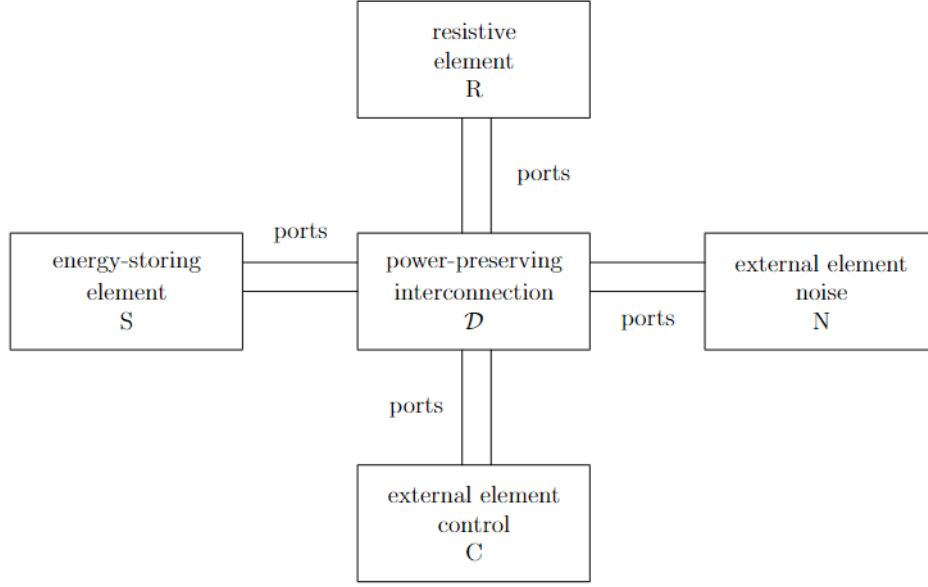 resistive
element
R
ports
ports
energy-storing
element
S
power-preserving
interconnection
𝒟
external element
noise
N
ports
ports
external element
control
C